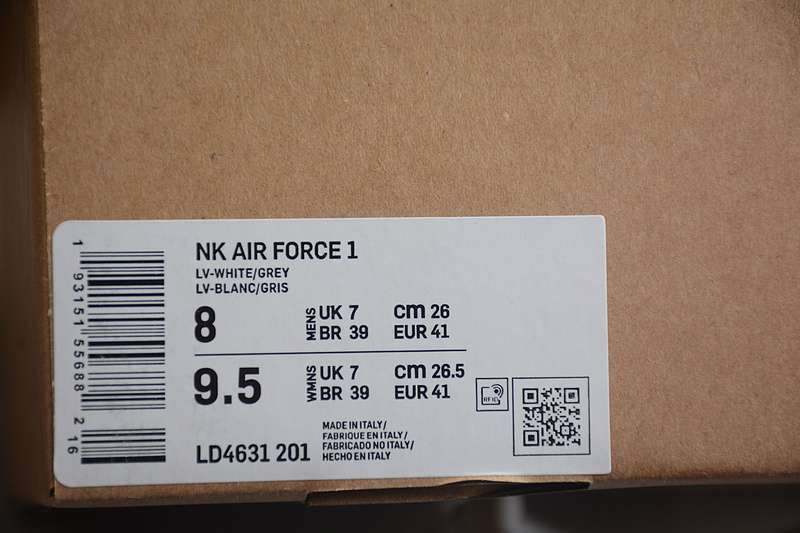 NK AIR FORCE 1
LV-WHITE/GREY
LV-BLANC/GRIS
8 MENS UK 7 cm 26
BR 39 EUR 41
9.5 WMNS UK 7 cm 26.5
BR 39 EUR 41
LD4631 201
MADE IN ITALY/
FABRIQUE EN ITALY/
FABRICADO NO ITALY/
HECHO EN ITALY
RFID
1 93151 55688 2 16